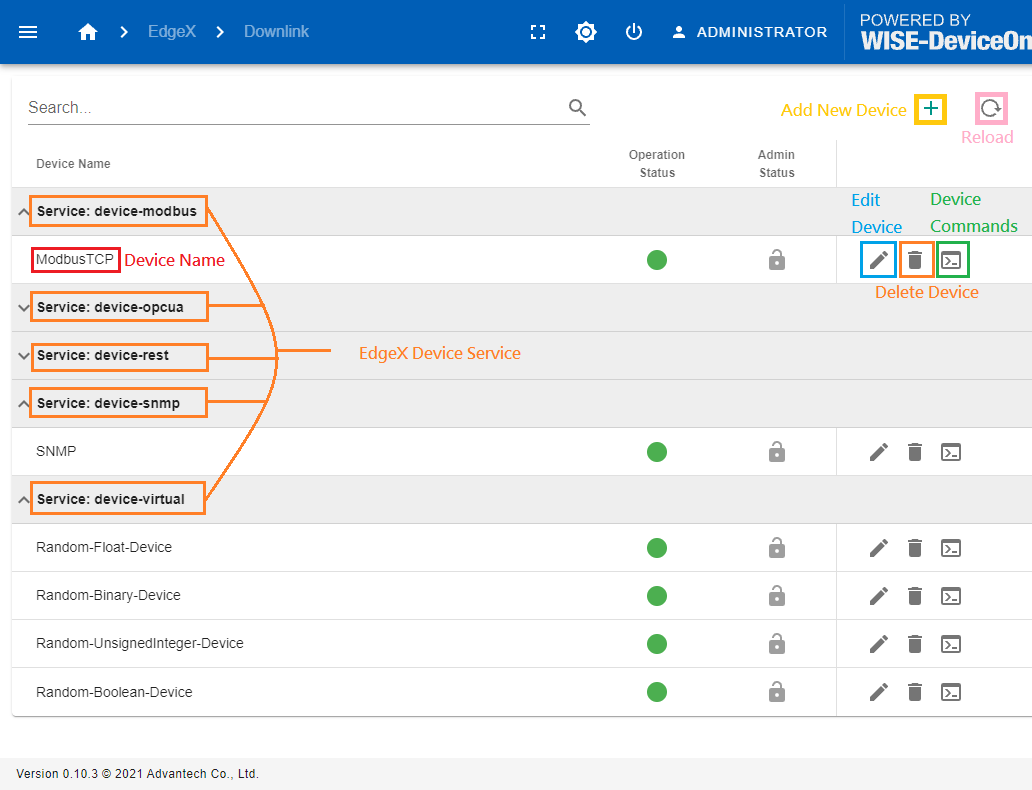 EdgeX
Downlink
ADMINISTRATOR
POWERED BY
WISE-DeviceOn
Search...
Add New Device
Reload
Device Name
Operation
Status
Admin
Status
Service: device-modbus
Edit
Device
Device
Commands
ModbusTCP
Device Name
Delete Device
Service: device-opcua
Service: device-rest
EdgeX Device Service
Service: device-snmp
SNMP
Service: device-virtual
Random-Float-Device
Random-Binary-Device
Random-UnsignedInteger-Device
Random-Boolean-Device
Version 0.10.3 © 2021 Advantech Co., Ltd.